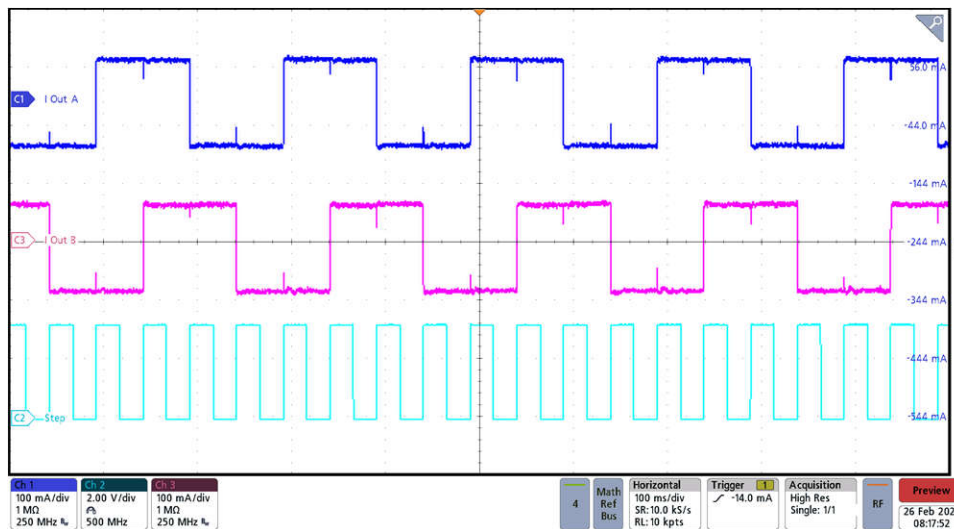 C1
I Out A
56.0 mA
-44.0 mA
-144 mA
C3
I Out B
-244 mA
-344 mA
-444 mA
C2
Step
-544 mA
Ch 1
100 mA/div
1 MΩ
250 MHz
Ch 2
2.00 V/div
500 MHz
Ch 3
100 mA/div
1 MΩ
250 MHz
4
Math
Ref
Bus
Horizontal
100 ms/div
SR: 10.0 kS/s
RL: 10 kpts
Trigger 1
-14.0 mA
Acquisition
High Res
Single: 1/1
RF
Preview
26 Feb 202
08:17:52